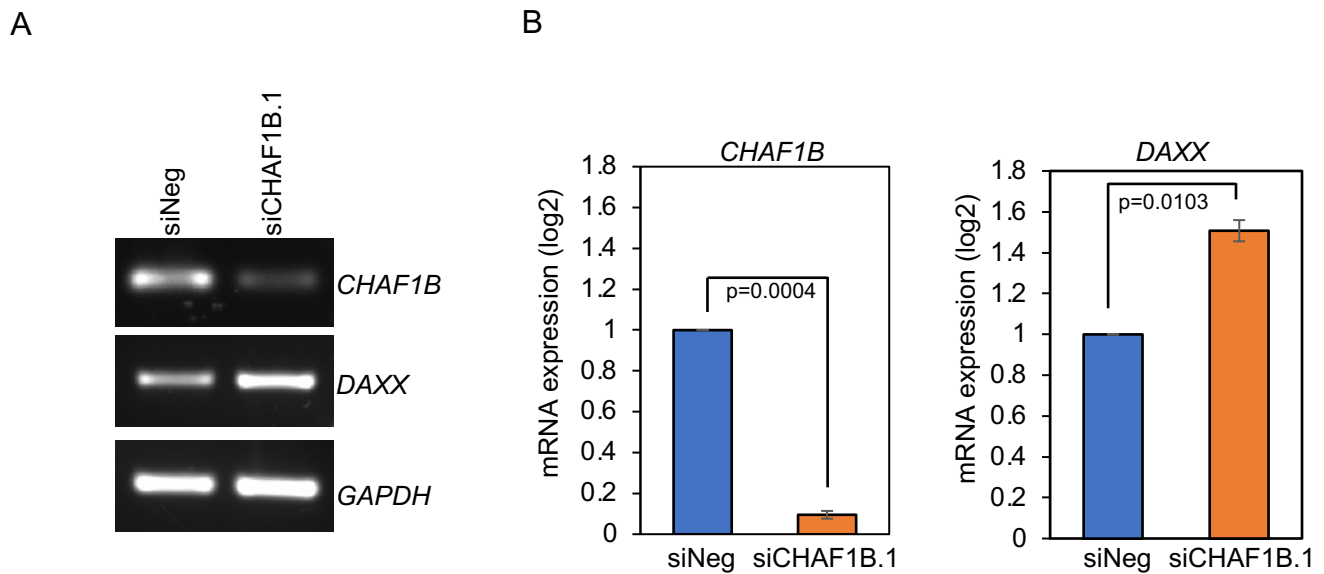 A
B
siNeg
siCHAF1B.1
CHAF1B
DAXX
GAPDH
CHAF1B
mRNA expression (log2)
1.8
1.6
1.4
1.2
1
0.8
0.6
0.4
0.2
0
p=0.0004
siNeg siCHAF1B.1
DAXX
mRNA expression (log2)
1.8
1.6
1.4
1.2
1
0.8
0.6
0.4
0.2
0
p=0.0103
siNeg siCHAF1B.1